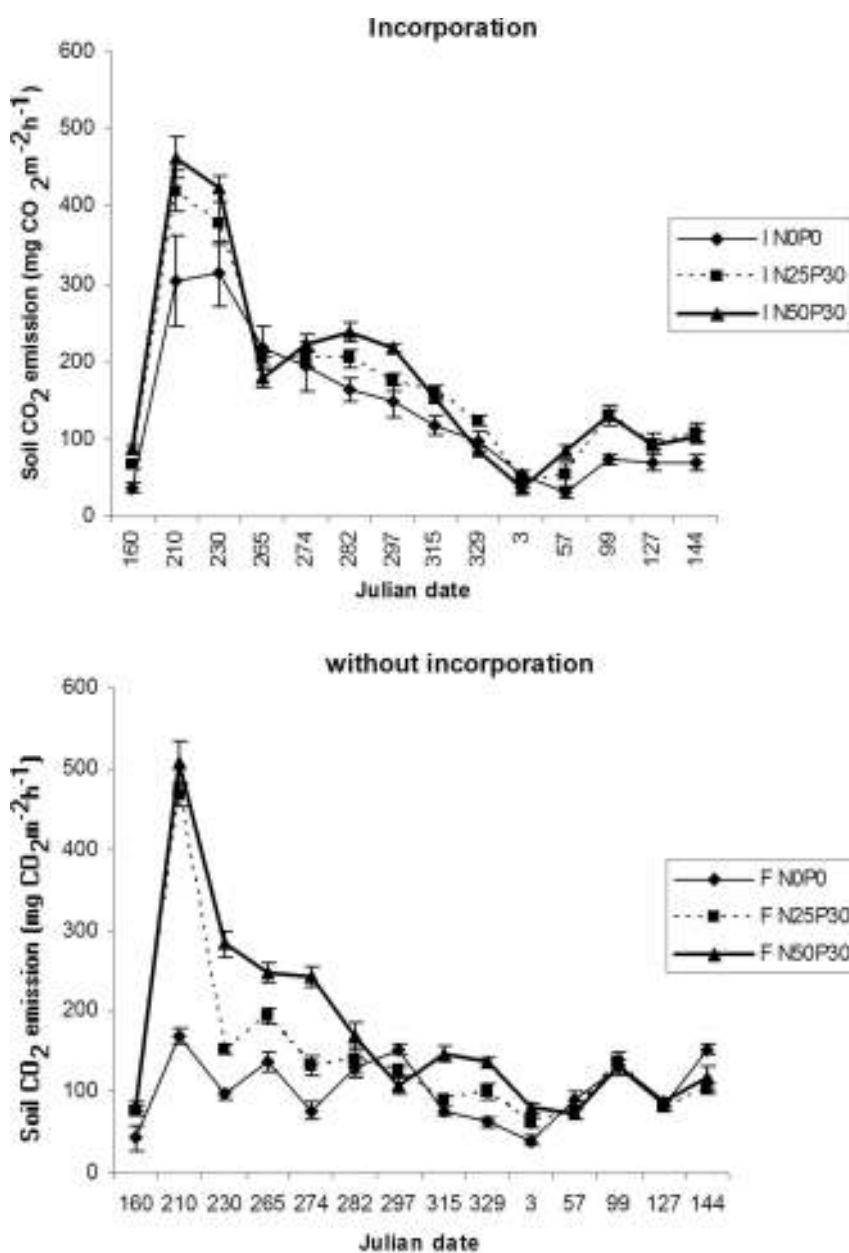 Incorporation
Soil CO2 emission (mg CO 2m-2h-1)
600
500
400
300
200
100
0
160 210 230 265 274 282 297 315 329 3 57 99 127 144
Julian date
I N0P0
I N25P30
I N50P30
without incorporation
Soil CO2 emission (mg CO2m-2h-1)
600
500
400
300
200
100
0
160 210 230 265 274 282 297 315 329 3 57 99 127 144
Julian date
F N0P0
F N25P30
F N50P30